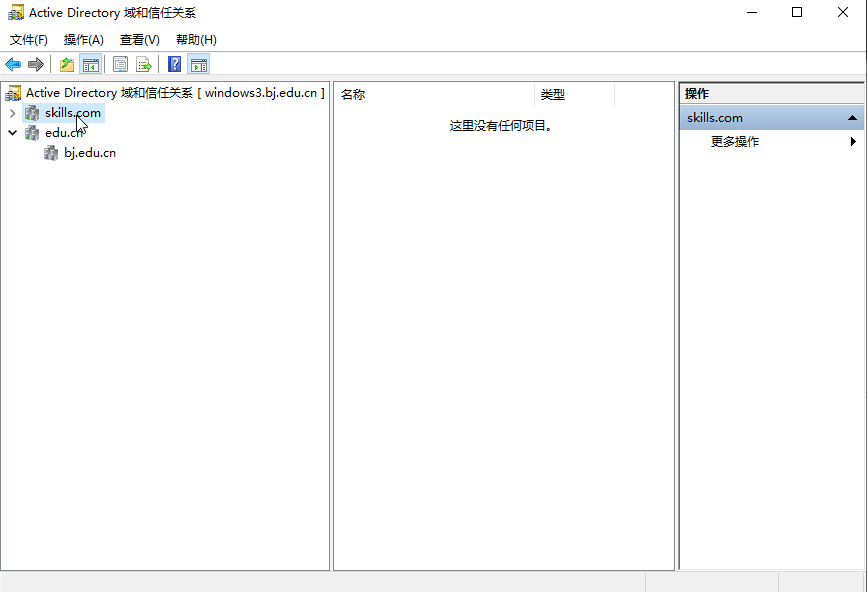 Active Directory 域和信任关系
文件(F) 操作(A) 查看(V) 帮助(H)
Active Directory 域和信任关系 [ windows3.bj.edu.cn ]
skills.com
edu.cn
bj.edu.cn
名称 类型
这里没有任何项目。
操作
skills.com
更多操作